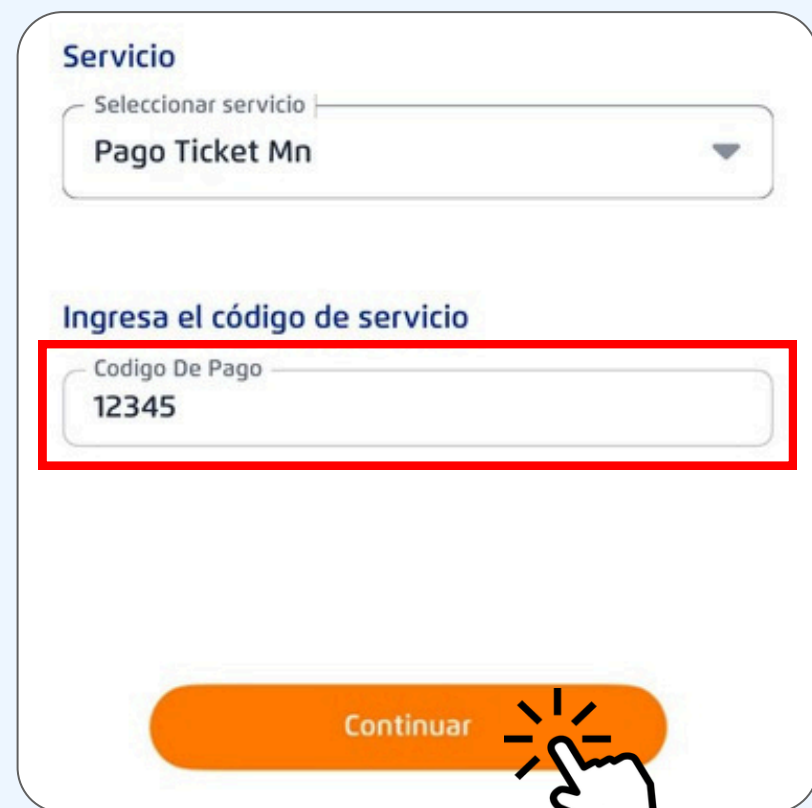 Servicio
Seleccionar servicio
Pago Ticket Mn
Ingresa el código de servicio
Codigo De Pago
12345
Continuar